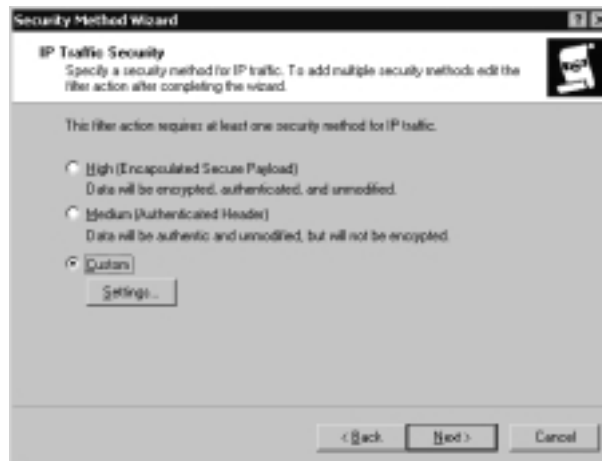 Security Method Wizard
IP Traffic Security
Specify a security method for IP traffic. To add multiple security methods edit the
filter action after completing the wizard.
This filter action requires at least one security method for IP traffic.
High (Encapsulated Secure Payload)
Data will be encrypted, authenticated, and unmodified.
Medium (Authenticated Header)
Data will be authentic and unmodified, but will not be encrypted.
Custom
Settings...
< Back
Next >
Cancel